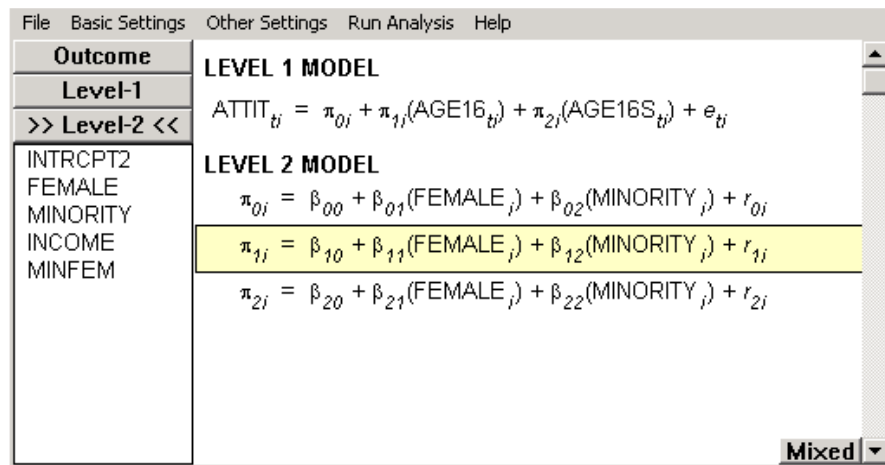 File Basic Settings Other Settings Run Analysis Help
Outcome
Level-1
>> Level-2 <<
INTRCPT2
FEMALE
MINORITY
INCOME
MINFEM
LEVEL 1 MODEL
ATTIT_ti = π_0i + π_1i(AGE16_ti) + π_2i(AGE16S_ti) + e_ti
LEVEL 2 MODEL
π_0i = β_00 + β_01(FEMALE_i) + β_02(MINORITY_i) + r_0i
π_1i = β_10 + β_11(FEMALE_i) + β_12(MINORITY_i) + r_1i
π_2i = β_20 + β_21(FEMALE_i) + β_22(MINORITY_i) + r_2i
Mixed